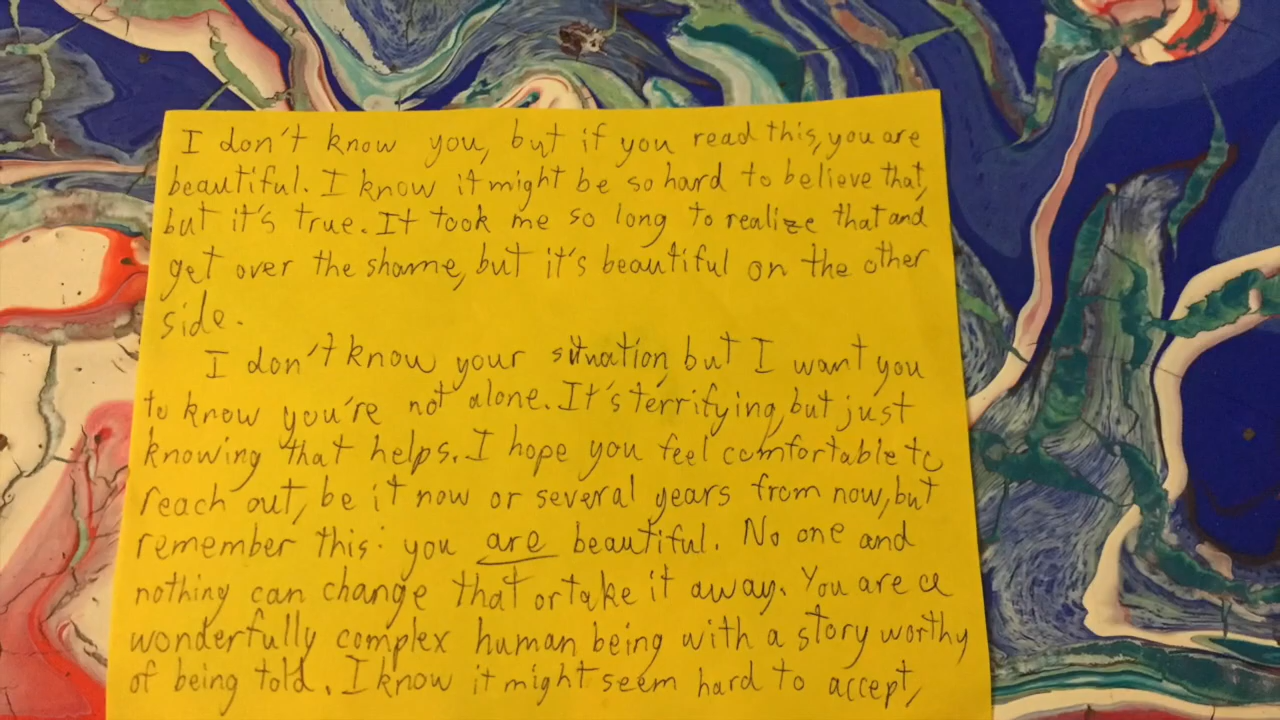 I don't know you, but if you read this, you are
beautiful. I know it might be so hard to believe that,
but it's true. It took me so long to realize that and
get over the shame, but it's beautiful on the other
side.
I don't know your situation, but I want you
to know you're not alone. It's terrifying, but just
knowing that helps. I hope you feel comfortable to
reach out, be it now or several years from now, but
remember this: you are beautiful. No one and
nothing can change that or take it away. You are a
wonderfully complex human being with a story worthy
of being told. I know it might seem hard to accept,